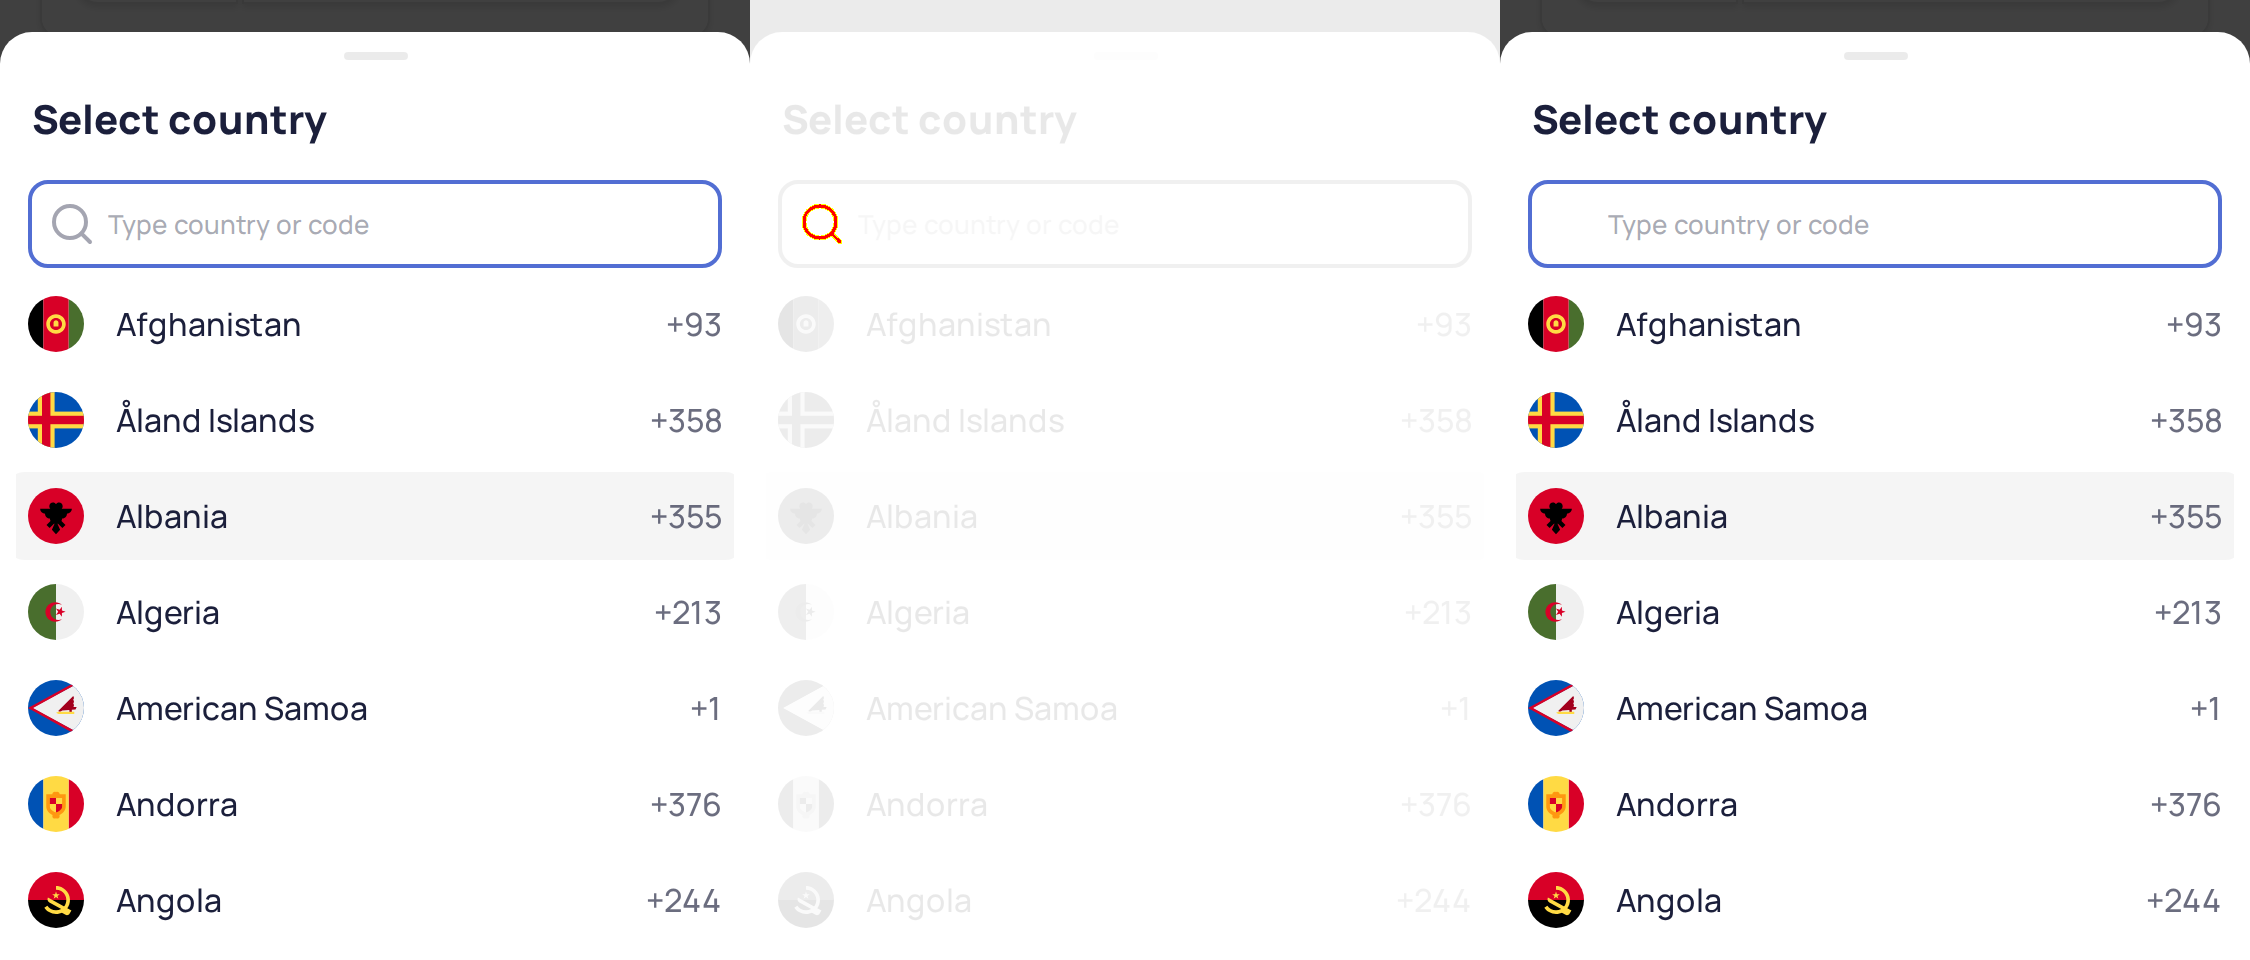 Select country
Type country or code
Afghanistan +93
Åland Islands +358
Albania +355
Algeria +213
American Samoa +1
Andorra +376
Angola +244
Select country
Type country or code
Afghanistan +93
Åland Islands +358
Albania +355
Algeria +213
American Samoa +1
Andorra +376
Angola +244
Select country
Type country or code
Afghanistan +93
Åland Islands +358
Albania +355
Algeria +213
American Samoa +1
Andorra +376
Angola +244